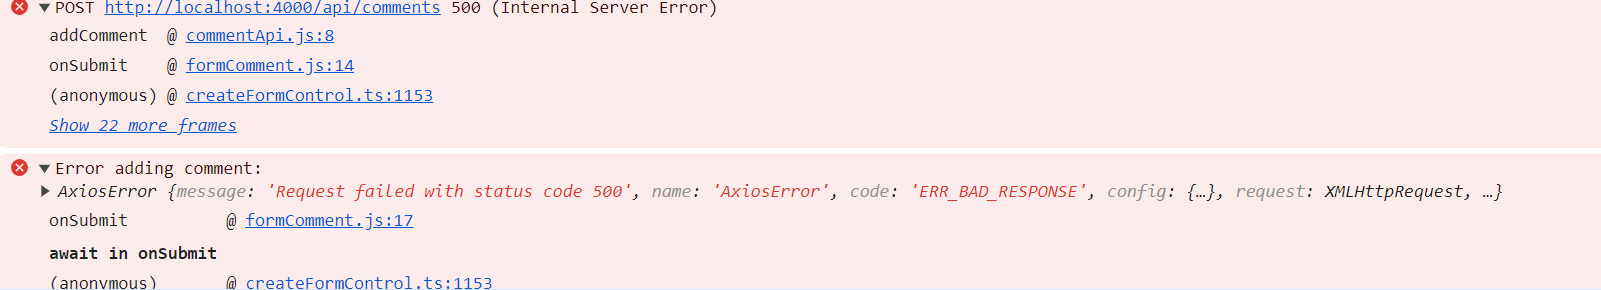 POST http://localhost:4000/api/comments 500 (Internal Server Error)
addComment @ commentApi.js:8
onSubmit @ formComment.js:14
(anonymous) @ createFormControl.ts:1153
Show 22 more frames
Error adding comment:
AxiosError {message: 'Request failed with status code 500', name: 'AxiosError', code: 'ERR_BAD_RESPONSE', config: {…}, request: XMLHttpRequest, …}
onSubmit @ formComment.js:17
await in onSubmit
(anonymous) @ createFormControl.ts:1153